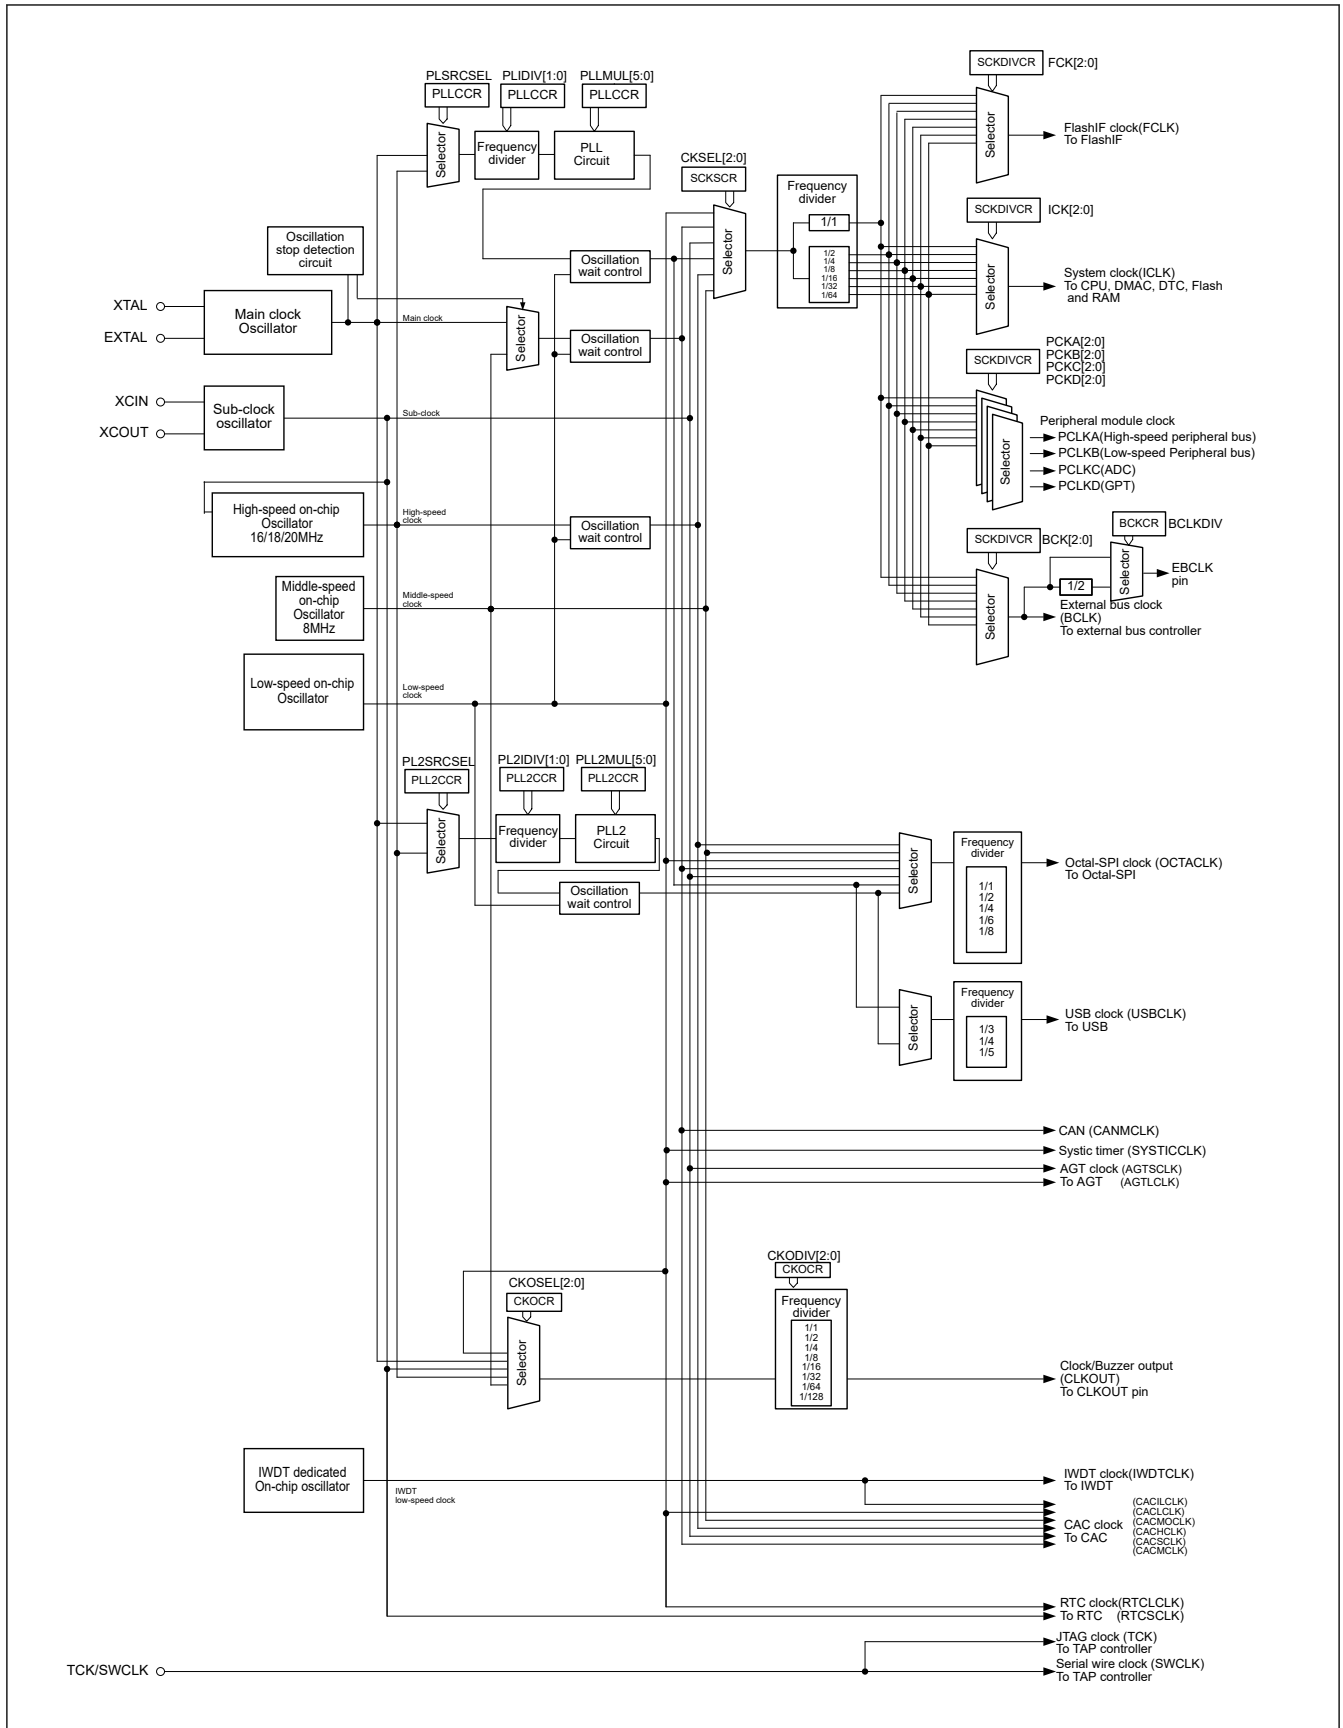 PLSRCSEL
PLLCCR
PLIDIV[1:0]
PLLCCR
PLLMUL[5:0]
PLLCCR
Selector
Frequency
divider
PLL
Circuit
CKSEL[2:0]
SCKSCR
Selector
Frequency
divider
1/1
1/2
1/4
1/8
1/16
1/32
1/64
SCKDIVCR
FCK[2:0]
Selector
FlashIF clock(FCLK)
To FlashIF
SCKDIVCR
ICK[2:0]
Selector
System clock(ICLK)
To CPU, DMAC, DTC, Flash
and RAM
Oscillation
stop detection
circuit
Oscillation
wait control
XTAL
EXTAL
Main clock
Oscillator
Main clock
Selector
Oscillation
wait control
SCKDIVCR
PCKA[2:0]
PCKB[2:0]
PCKC[2:0]
PCKD[2:0]
Selector
Peripheral module clock
PCLKA(High-speed peripheral bus)
PCLKB(Low-speed Peripheral bus)
PCLKC(ADC)
PCLKD(GPT)
XCIN
XCOUT
Sub-clock
oscillator
Sub-clock
High-speed on-chip
Oscillator
16/18/20MHz
High-speed
clock
Oscillation
wait control
SCKDIVCR
BCK[2:0]
Selector
BCKCR
BCLKDIV
Selector
1/2
EBCLK
pin
External bus clock
(BCLK)
To external bus controller
Middle-speed
on-chip
Oscillator
8MHz
Middle-speed
clock
Low-speed on-chip
Oscillator
Low-speed
clock
PL2SRCSEL
PLL2CCR
PL2IDIV[1:0]
PLL2CCR
PLL2MUL[5:0]
PLL2CCR
Selector
Frequency
divider
PLL2
Circuit
Oscillation
wait control
Selector
Frequency
divider
1/1
1/2
1/4
1/6
1/8
Octal-SPI clock (OCTACLK)
To Octal-SPI
Selector
Frequency
divider
1/3
1/4
1/5
USB clock (USBCLK)
To USB
CAN (CANMCLK)
Systic timer (SYSTICCLK)
AGT clock (AGTSCLK)
To AGT (AGTLCLK)
CKOSEL[2:0]
CKOCR
Selector
CKODIV[2:0]
CKOCR
Frequency
divider
1/1
1/2
1/4
1/8
1/16
1/32
1/64
1/128
Clock/Buzzer output
(CLKOUT)
To CLKOUT pin
IWDT dedicated
On-chip oscillator
IWDT
low-speed clock
IWDT clock(IWDTCLK)
To IWDT
CAC clock
To CAC
(CACILCLK)
(CACLCLK)
(CACMOCLK)
(CACHCLK)
(CACSCLK)
(CACMCLK)
RTC clock(RTCLCLK)
To RTC (RTCSCLK)
TCK/SWCLK
JTAG clock (TCK)
To TAP controller
Serial wire clock (SWCLK)
To TAP controller